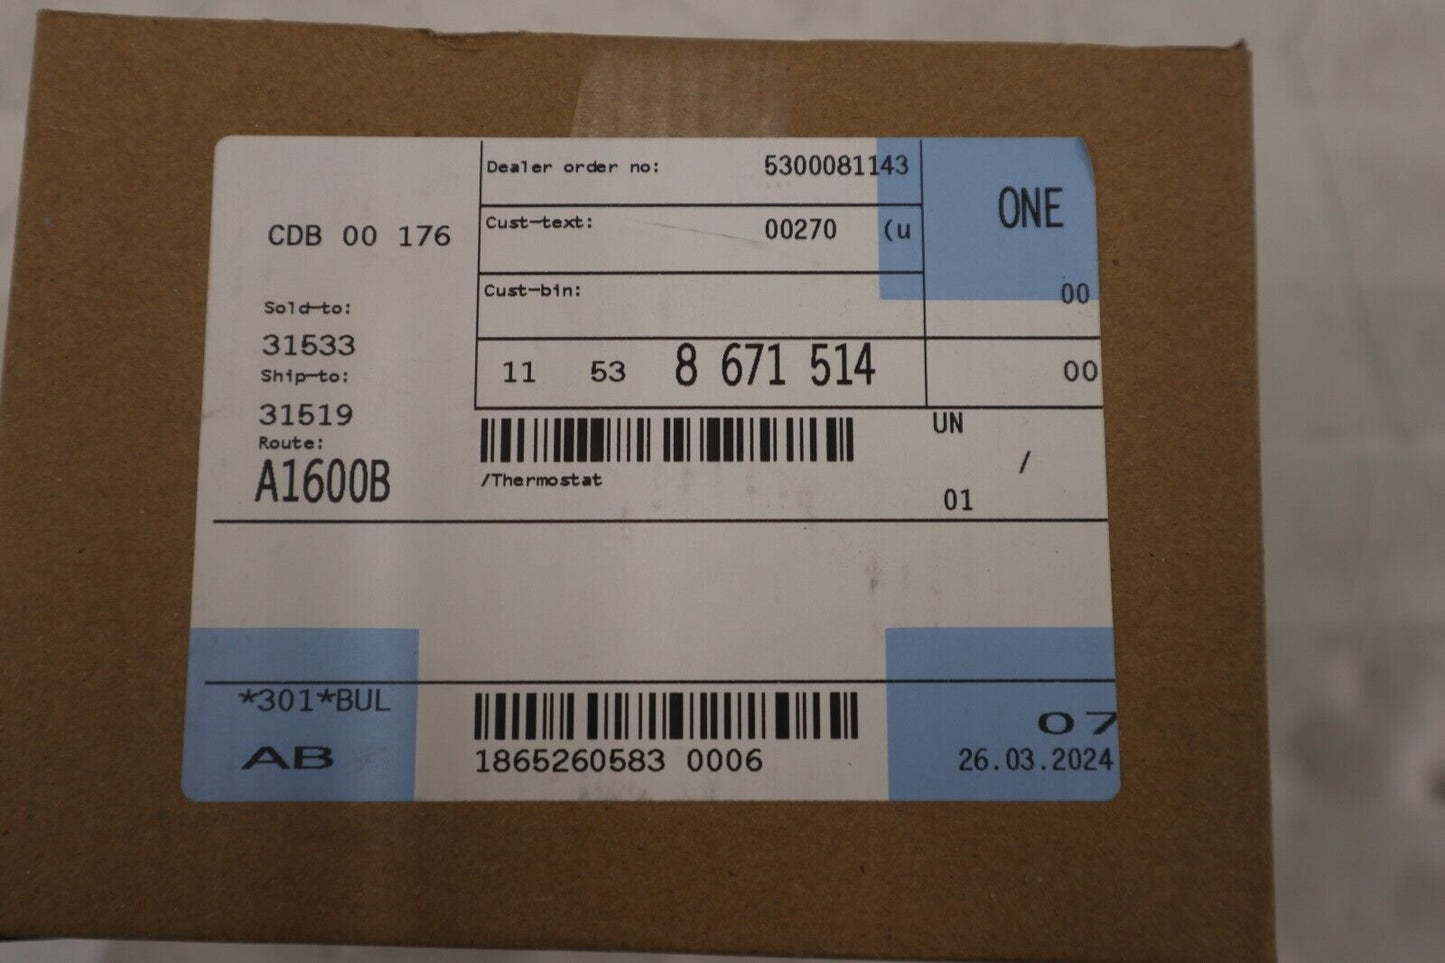 Dealer order no: 5300081143
ONE
CDB 00 176
Cust-text: 00270 (u
Cust-bin:
00
Sold-to:
31533
Ship-to:
31519
Route:
A1600B
11 53 8 671 514
00
/Thermostat
UN
/
01
*301*BUL
AB
1865260583 0006
07
26.03.2024